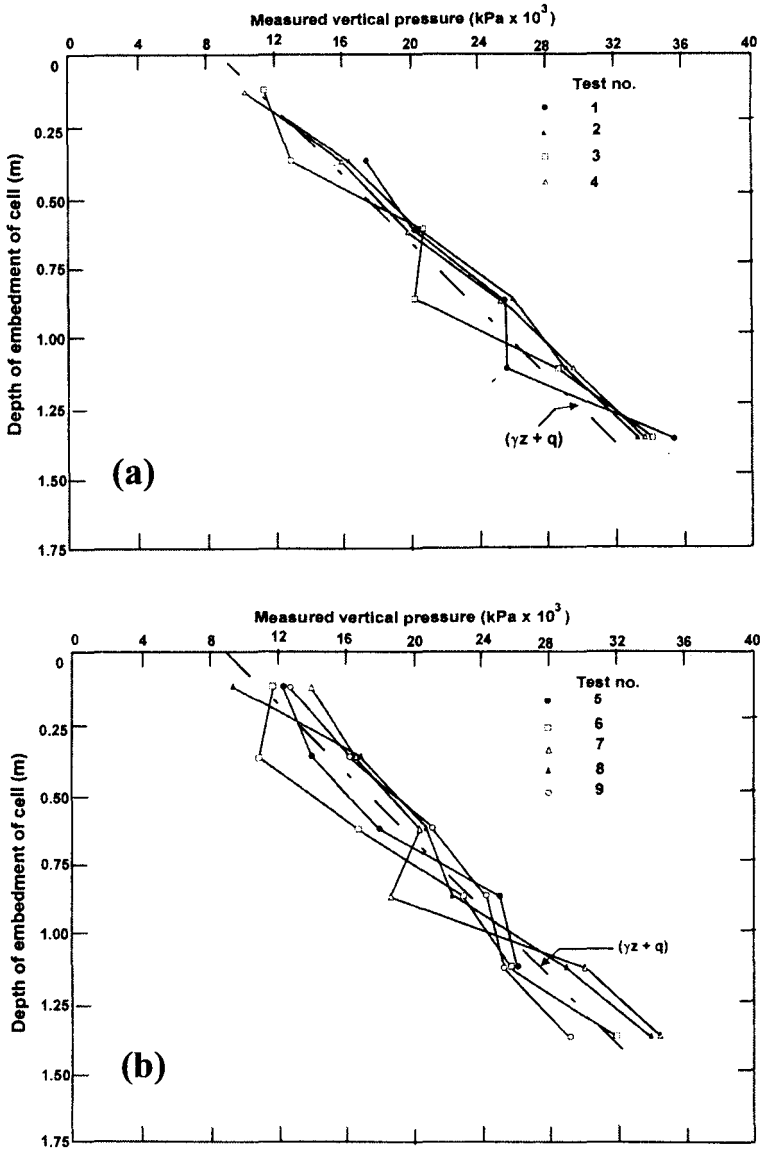 Measured vertical pressure (kPa x 10³)
0 4 8 12 16 20 24 28 32 36 40
Depth of embedment of cell (m)
0
0.25
0.50
0.75
1.00
1.25
1.50
1.75
Test no.
1
2
3
4
(γz + q)
(a)
Measured vertical pressure (kPa x 10³)
0 4 8 12 16 20 24 28 32 36 40
Depth of embedment of cell (m)
0
0.25
0.50
0.75
1.00
1.25
1.50
1.75
Test no.
5
6
7
8
9
(γz + q)
(b)